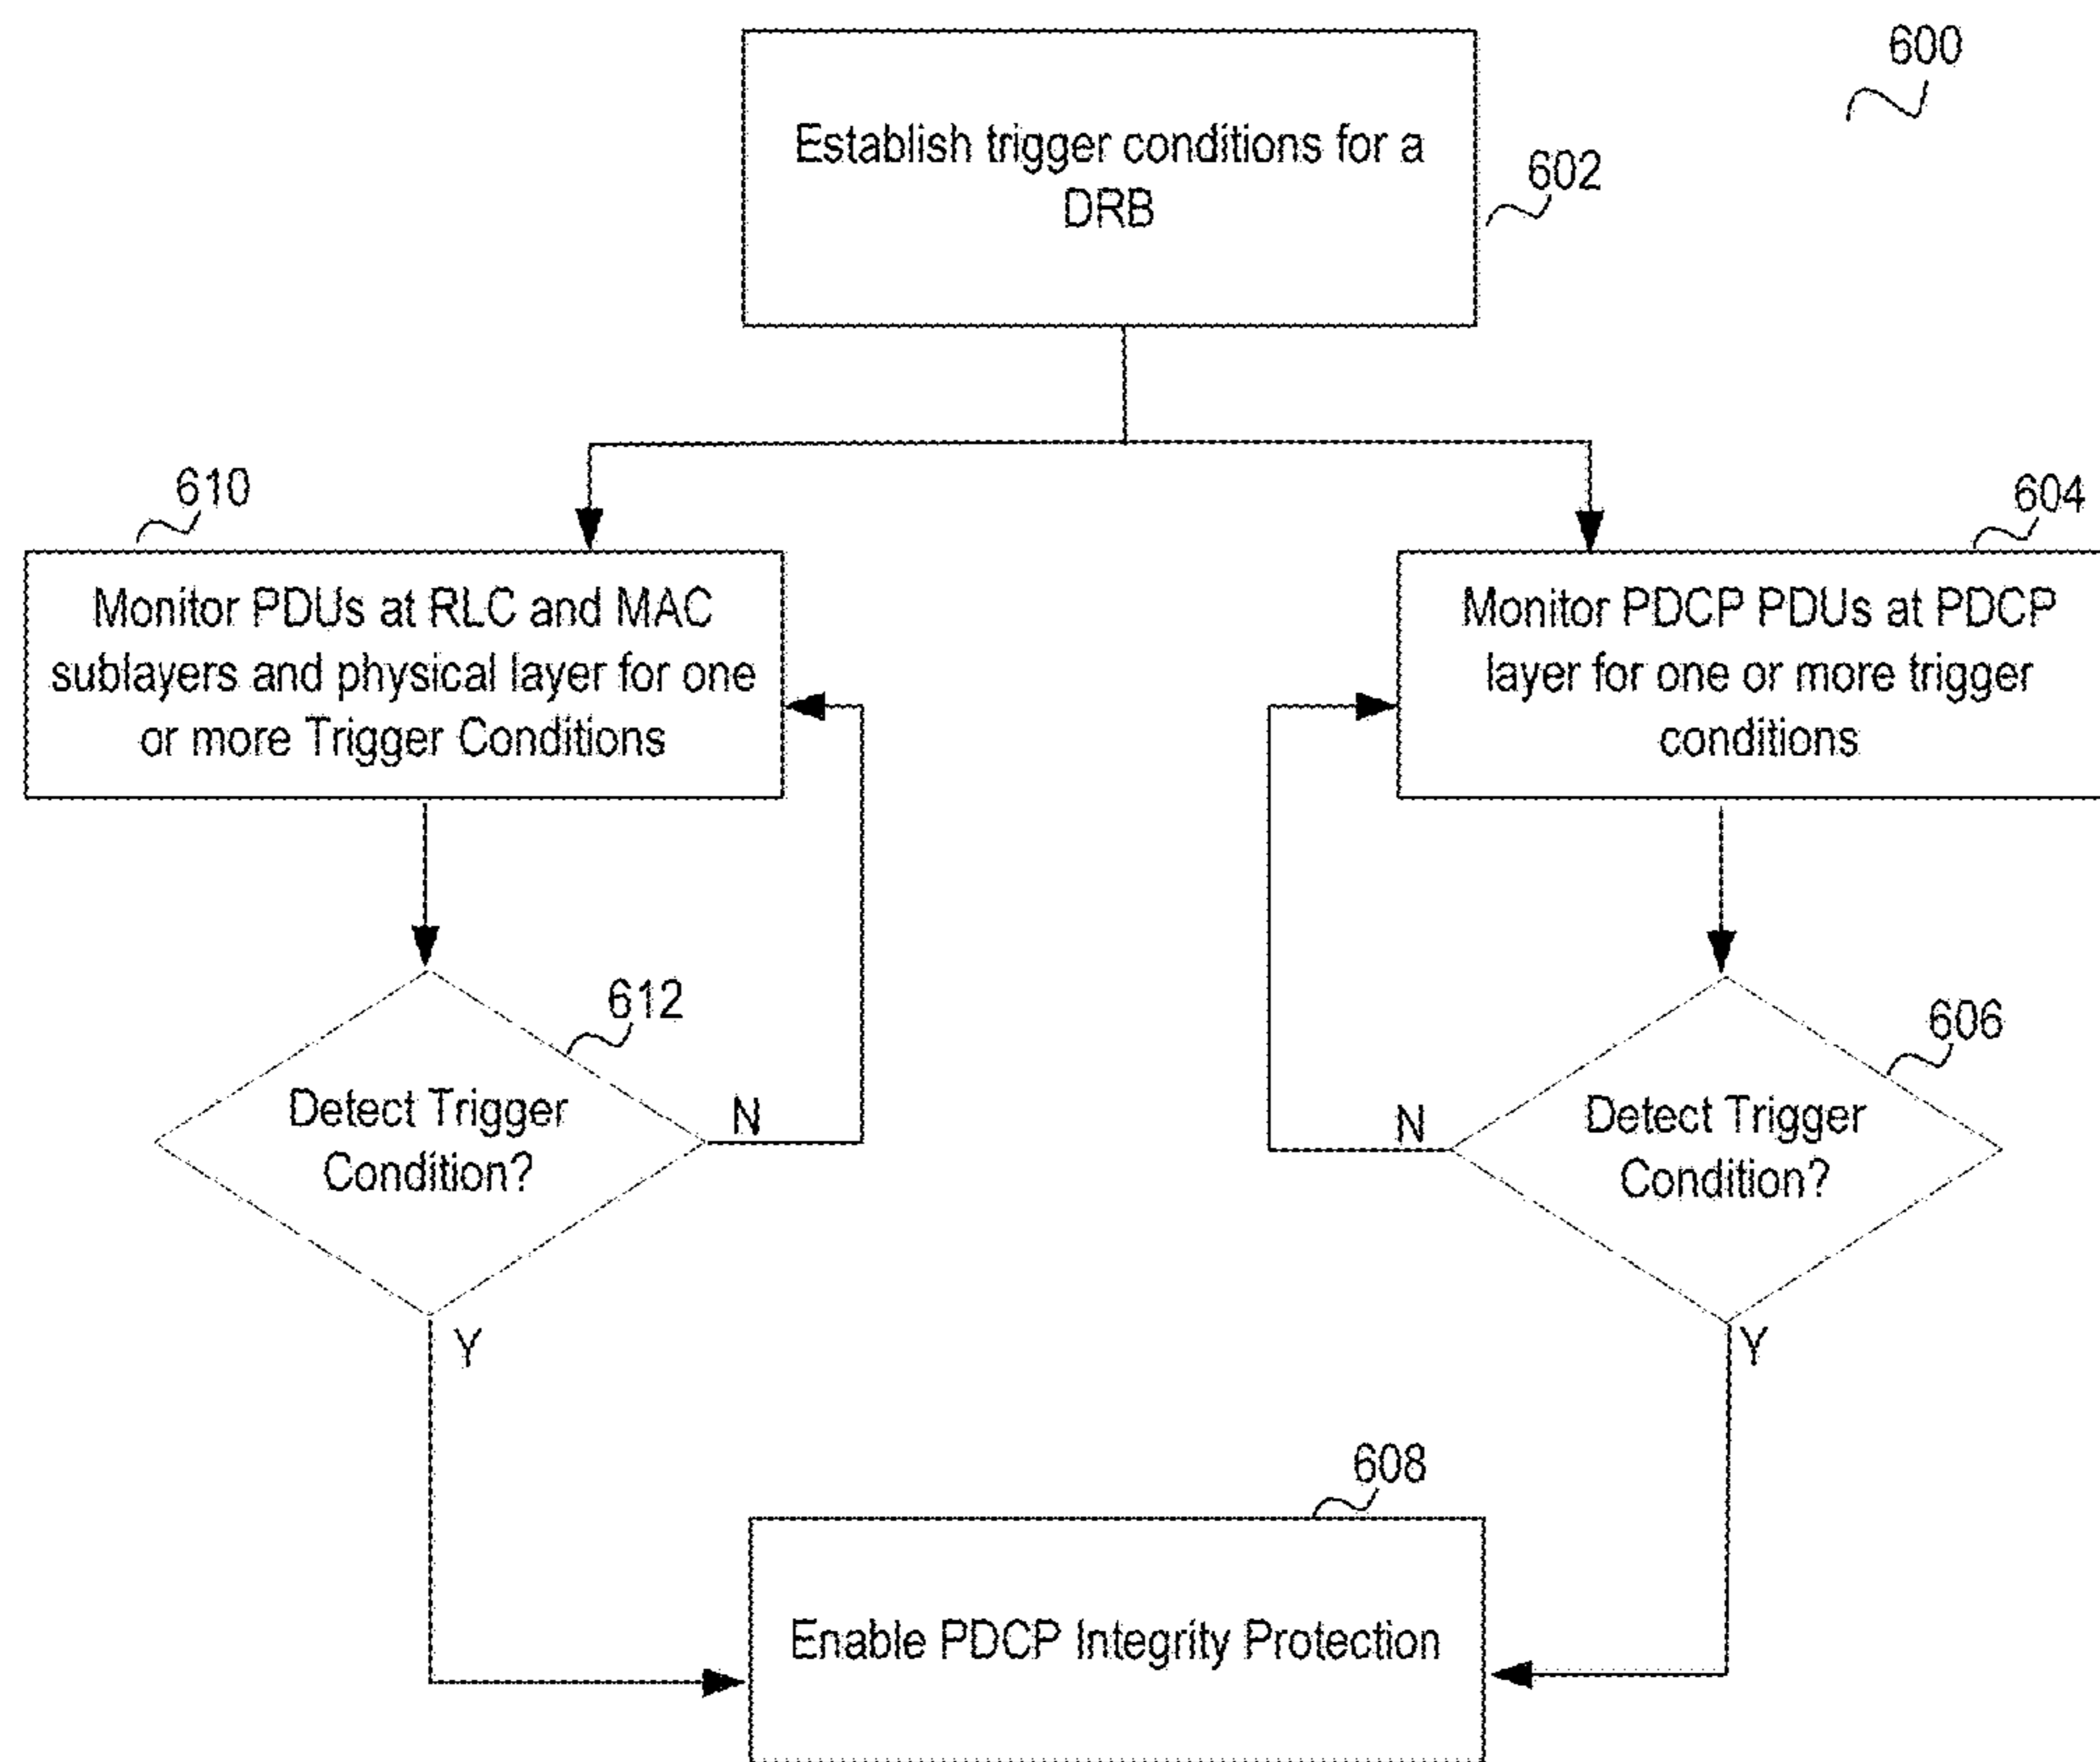 600
Establish trigger conditions for a
DRB
602
610
Monitor PDUs at RLC and MAC
sublayers and physical layer for one
or more Trigger Conditions
604
Monitor PDCP PDUs at PDCP
layer for one or more trigger
conditions
612
Detect Trigger
Condition?
N
Y
606
Detect Trigger
Condition?
N
Y
608
Enable PDCP Integrity Protection